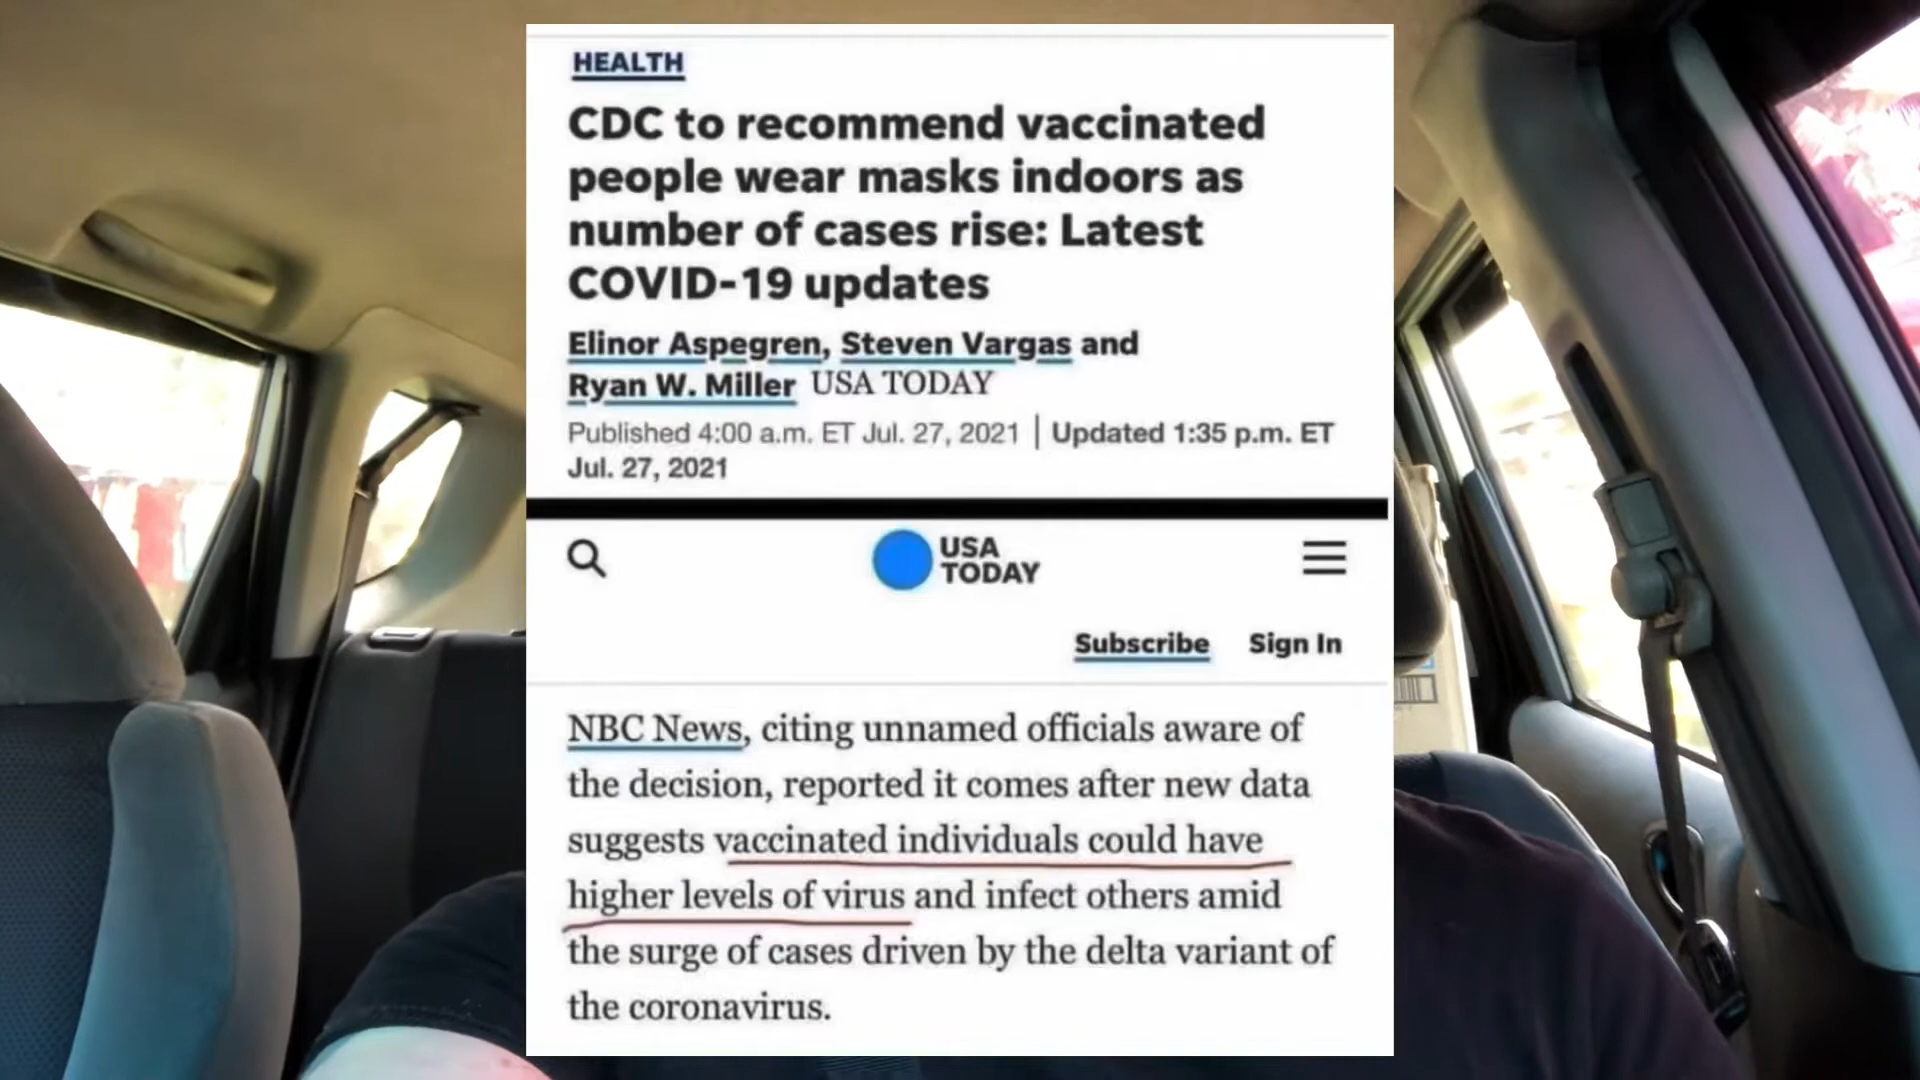 HEALTH
CDC to recommend vaccinated
people wear masks indoors as
number of cases rise: Latest
COVID-19 updates
Elinor Aspegren, Steven Vargas and
Ryan W. Miller USA TODAY
Published 4:00 a.m. ET Jul. 27, 2021 | Updated 1:35 p.m. ET
Jul. 27, 2021
USA
TODAY
Subscribe Sign In
NBC News, citing unnamed officials aware of
the decision, reported it comes after new data
suggests vaccinated individuals could have
higher levels of virus and infect others amid
the surge of cases driven by the delta variant of
the coronavirus.